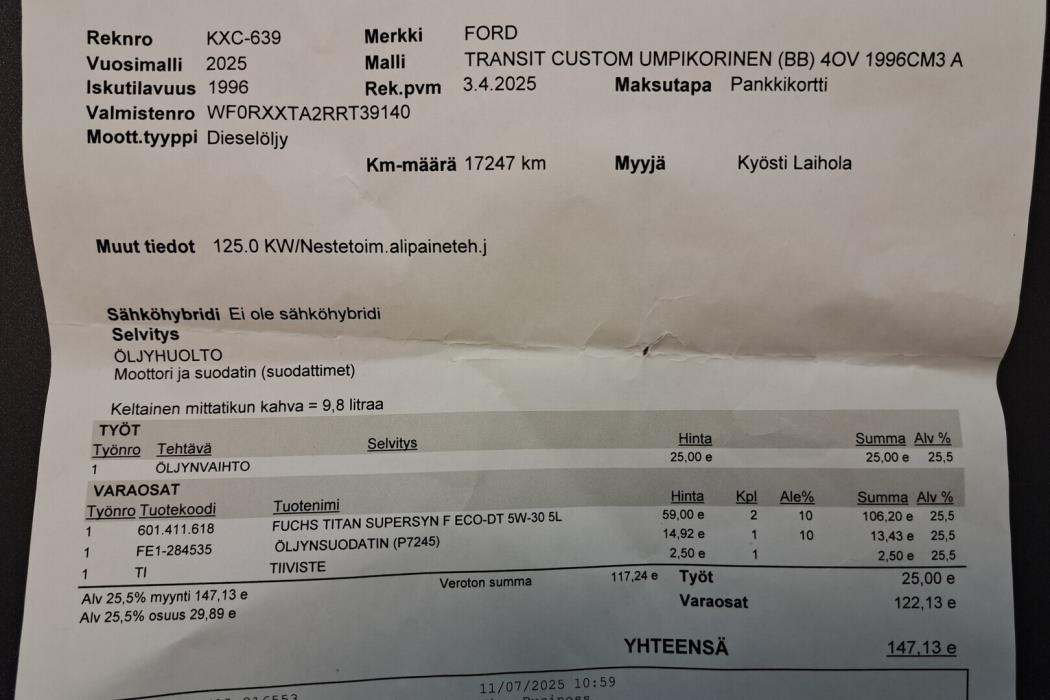 Reknro KXC-639 Merkki FORD
Vuosimalli 2025 Malli TRANSIT CUSTOM UMPIKORINEN (BB) 4OV 1996CM3 A
Iskutilavuus 1996 Rek.pvm 3.4.2025 Maksutapa Pankkikortti
Valmistenro WF0RXXTA2RRT39140
Moott.tyyppi Dieselöljy
Km-määrä 17247 km Myyjä Kyösti Laihola
Muut tiedot 125.0 KW/Nestetoim.alipaineteh.j
Sähköhybridi Ei ole sähköhybridi
Selvitys
ÖLJYHUOLTO
Moottori ja suodatin (suodattimet)
Keltainen mittatikun kahva = 9,8 litraa
TYÖT
Työnro Tehtävä Selvitys Hinta Summa Alv %
1 ÖLJYNVAIHTO 25,00 e 25,00 e 25,5
VARAOSAT
Työnro Tuotekoodi Tuotenimi Hinta Kpl Ale% Summa Alv %
1 601.411.618 FUCHS TITAN SUPERSYN F ECO-DT 5W-30 5L 59,00 e 2 10 106,20 e 25,5
1 FE1-284535 ÖLJYNSUODATIN (P7245) 14,92 e 1 10 13,43 e 25,5
1 TI TIIVISTE 2,50 e 1 2,50 e 25,5
Alv 25,5% myynti 147,13 e Veroton summa 117,24 e Työt 25,00 e
Alv 25,5% osuus 29,89 e Varaosat 122,13 e
YHTEENSÄ 147,13 e
11/07/2025 10:59